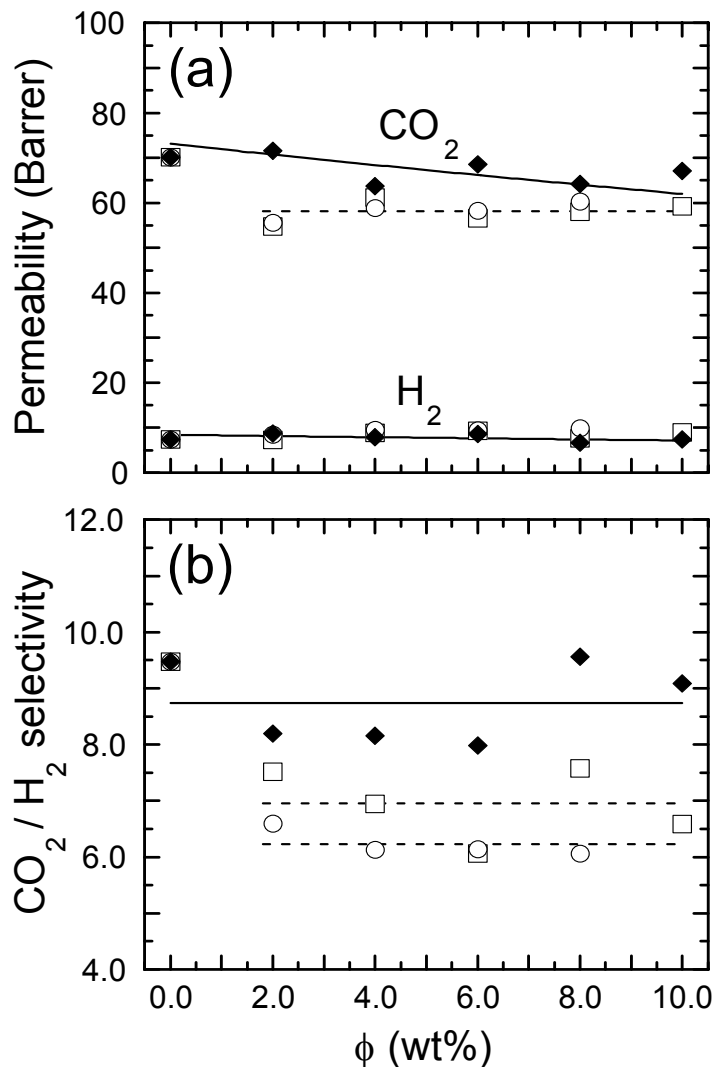 (a)
Permeability (Barrer)
100
80
60
40
20
0
CO2
H2
(b)
CO2 / H2 selectivity
12.0
10.0
8.0
6.0
4.0
0.0 2.0 4.0 6.0 8.0 10.0
ϕ (wt%)